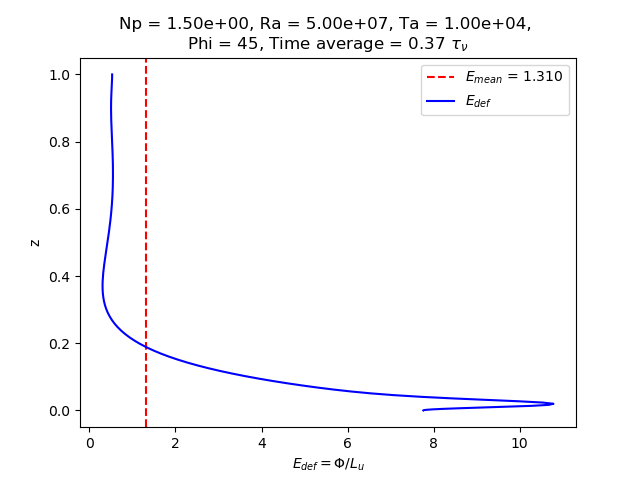 Np = 1.50e+00, Ra = 5.00e+07, Ta = 1.00e+04,
Phi = 45, Time average = 0.37 τ_ν
E_mean = 1.310
E_def
1.0
0.8
0.6
0.4
0.2
0.0
z
0 2 4 6 8 10
E_def = Φ/L_u